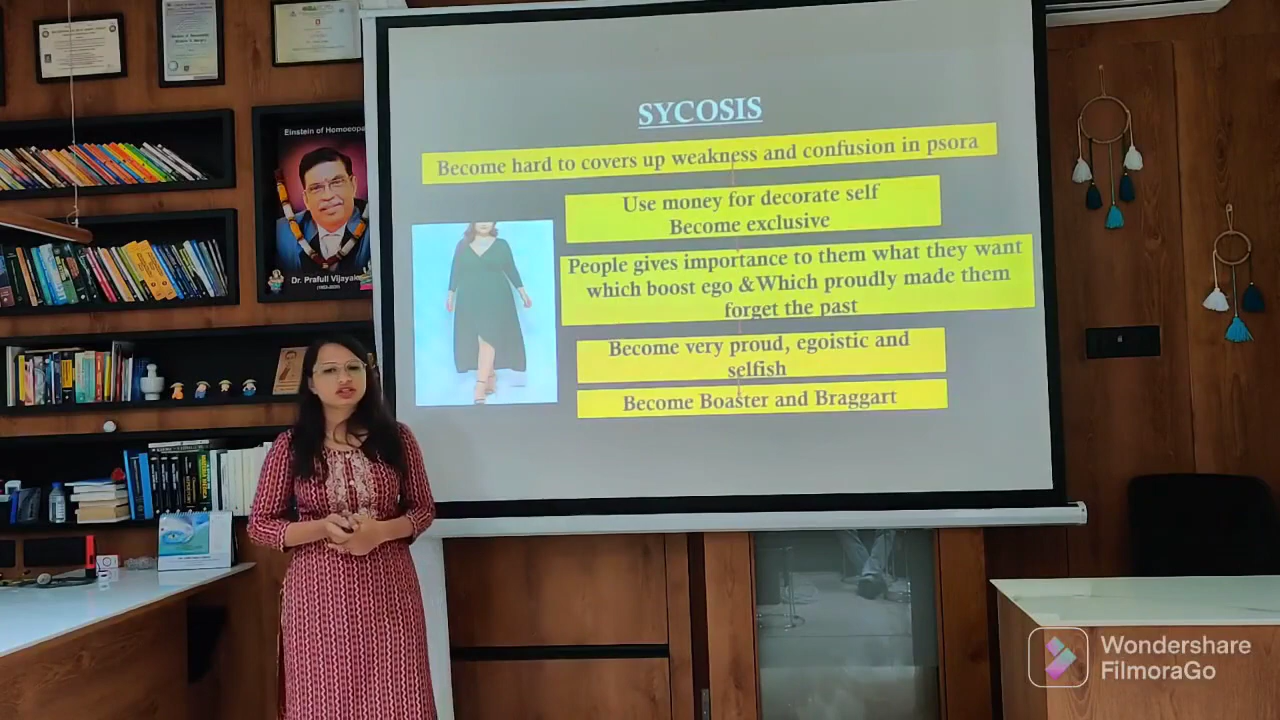 SYCOSIS
Become hard to covers up weakness and confusion in psora
Use money for decorate self
Become exclusive
People gives importance to them what they want
which boost ego &Which proudly made them
forget the past
Become very proud, egoistic and
selfish
Become Boaster and Braggart
Einstein of Homoeopa
Dr. Prafull Vijayak
Wondershare
FilmoraGo